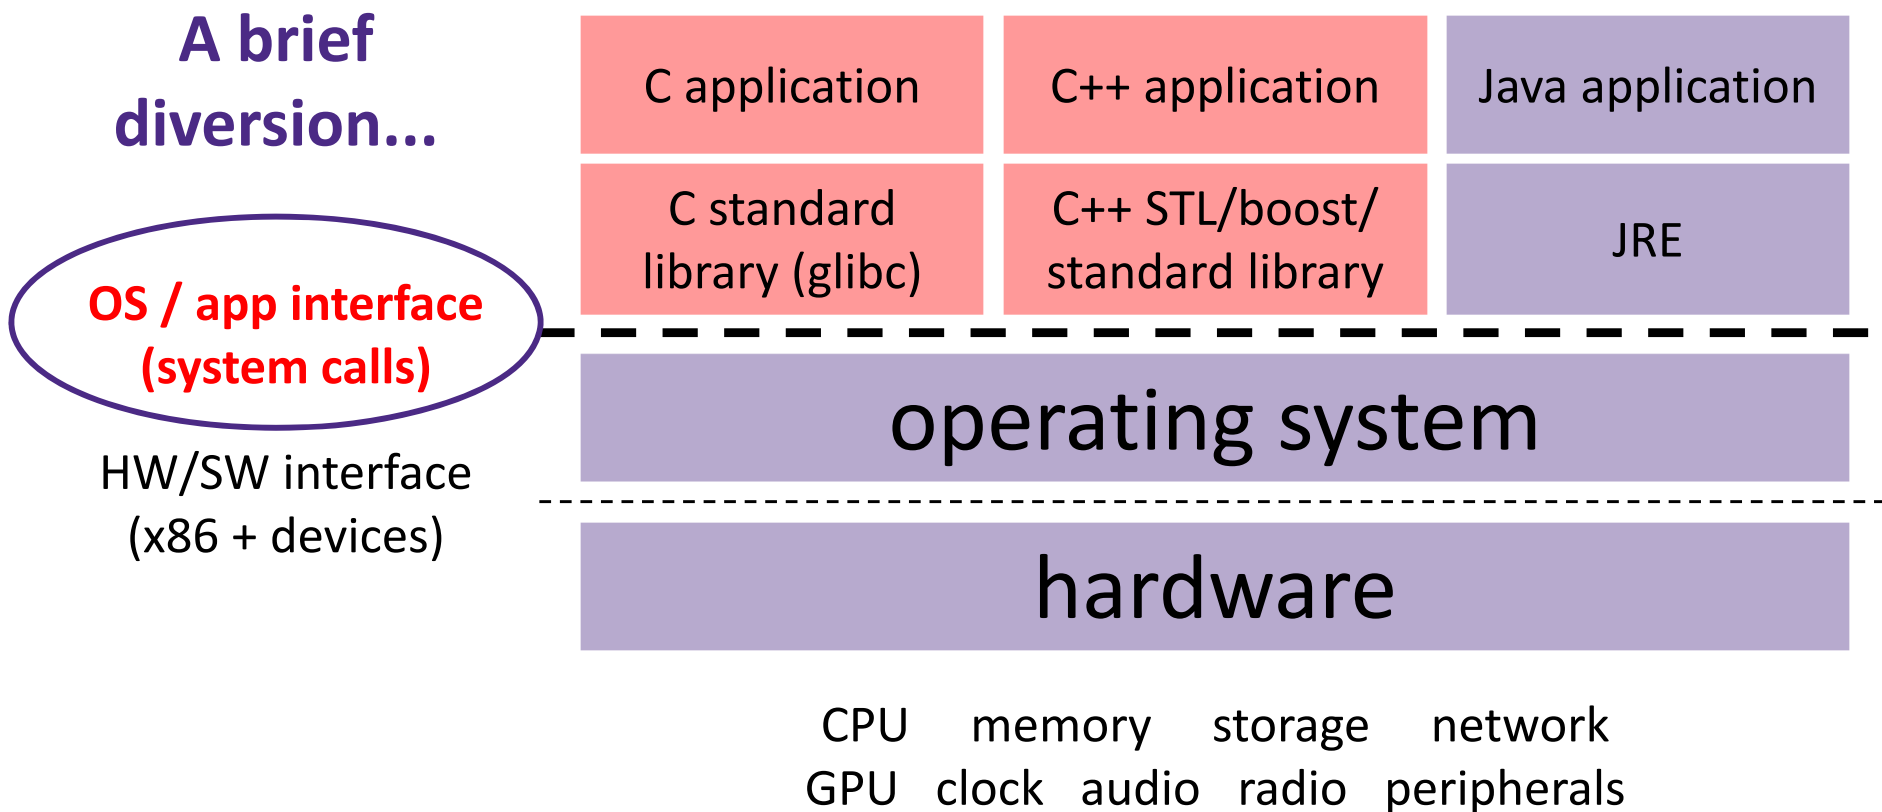 A brief
diversion...
C application
C++ application
Java application
C standard
library (glibc)
C++ STL/boost/
standard library
JRE
OS / app interface
(system calls)
operating system
HW/SW interface
(x86 + devices)
hardware
CPU memory storage network
GPU clock audio radio peripherals